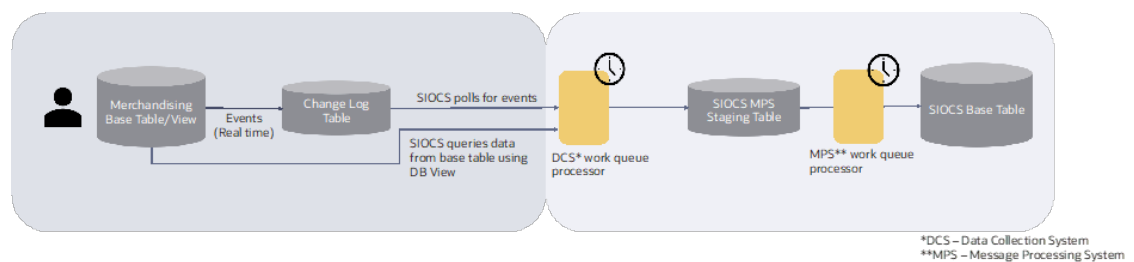 Merchandising
Base Table/View
Events
(Real time)
Change Log
Table
SIOCS polls for events
SIOCS queries data
from base table using
DB View
DCS* work queue
processor
SIOCS MPS
Staging Table
MPS** work queue
processor
SIOCS Base Table
*DCS – Data Collection System
**MPS – Message Processing System